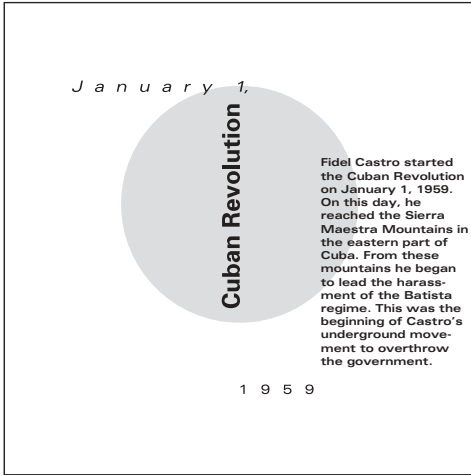 January 1,
Cuban Revolution
Fidel Castro started
the Cuban Revolution
on January 1, 1959.
On this day, he
reached the Sierra
Maestra Mountains in
the eastern part of
Cuba. From these
mountains he began
to lead the harass-
ment of the Batista
regime. This was the
beginning of Castro's
underground move-
ment to overthrow
the government.
1959